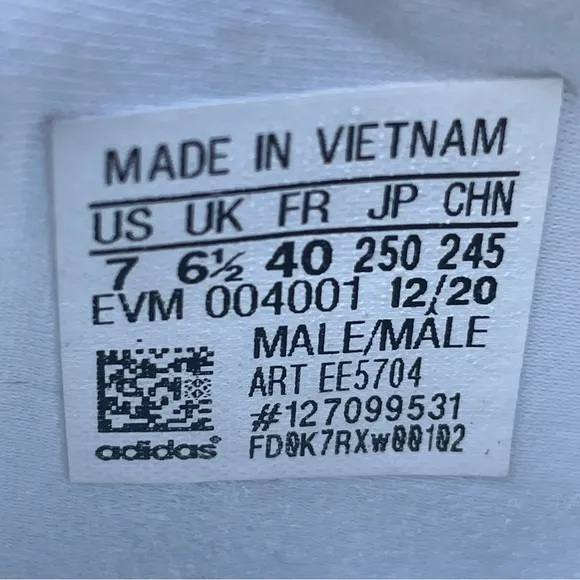 MADE IN VIETNAM
US UK FR JP CHN
7 6½ 40 250 245
EVM 004001 12/20
MALE/MÂLE
ART EE5704
#127099531
adidas® FD0K7RXw00102